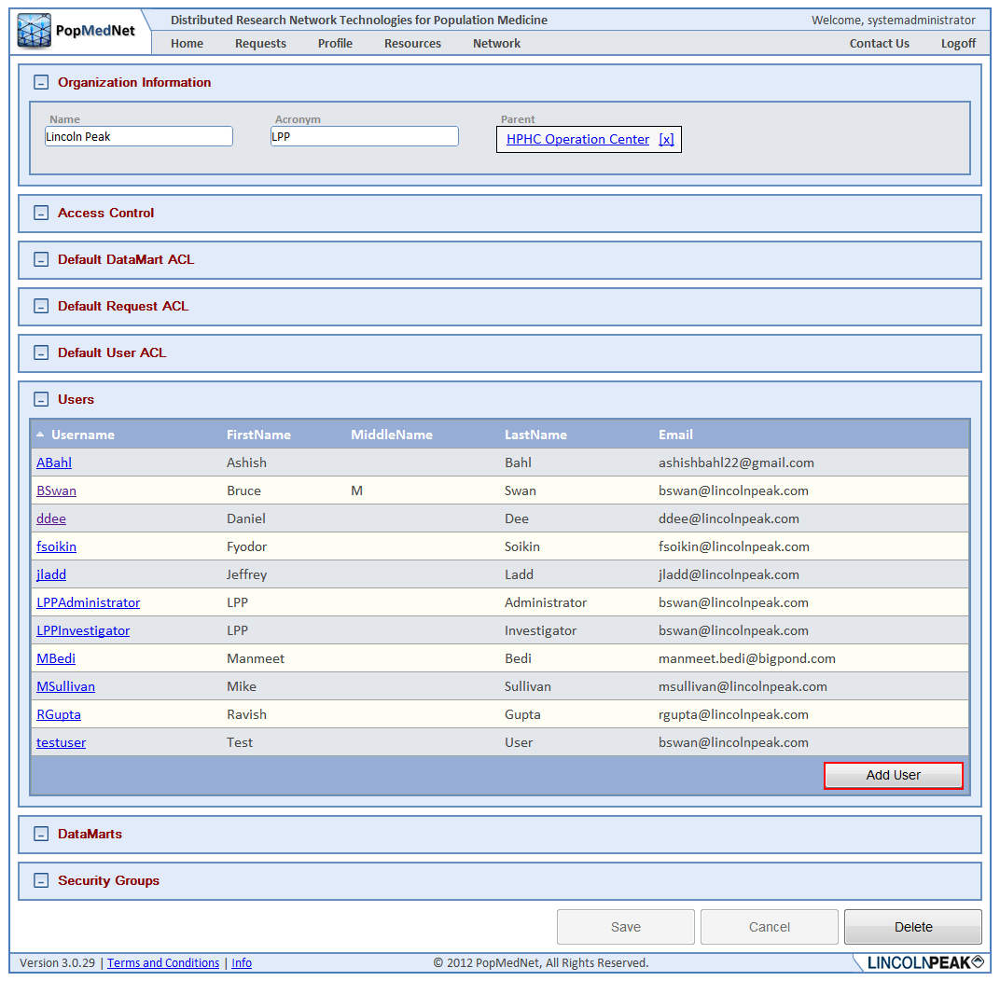 PopMedNet
Distributed Research Network Technologies for Population Medicine
Welcome, systemadministrator
Home Requests Profile Resources Network Contact Us Logoff
Organization Information
Name Acronym Parent
Lincoln Peak LPP HPHC Operation Center [x]
Access Control
Default DataMart ACL
Default Request ACL
Default User ACL
Users
Username FirstName MiddleName LastName Email
ABahl Ashish Bahl ashishbahl22@gmail.com
BSwan Bruce M Swan bswan@lincolnpeak.com
ddee Daniel Dee ddee@lincolnpeak.com
fsoikin Fyodor Soikin fsoikin@lincolnpeak.com
jladd Jeffrey Ladd jladd@lincolnpeak.com
LPPAdministrator LPP Administrator bswan@lincolnpeak.com
LPPInvestigator LPP Investigator bswan@lincolnpeak.com
MBedi Manmeet Bedi manmeet.bedi@bigpond.com
MSullivan Mike Sullivan msullivan@lincolnpeak.com
RGupta Ravish Gupta rgupta@lincolnpeak.com
testuser Test User bswan@lincolnpeak.com
Add User
DataMarts
Security Groups
Save Cancel Delete
Version 3.0.29 | Terms and Conditions | Info © 2012 PopMedNet, All Rights Reserved. LINCOLNPEAK